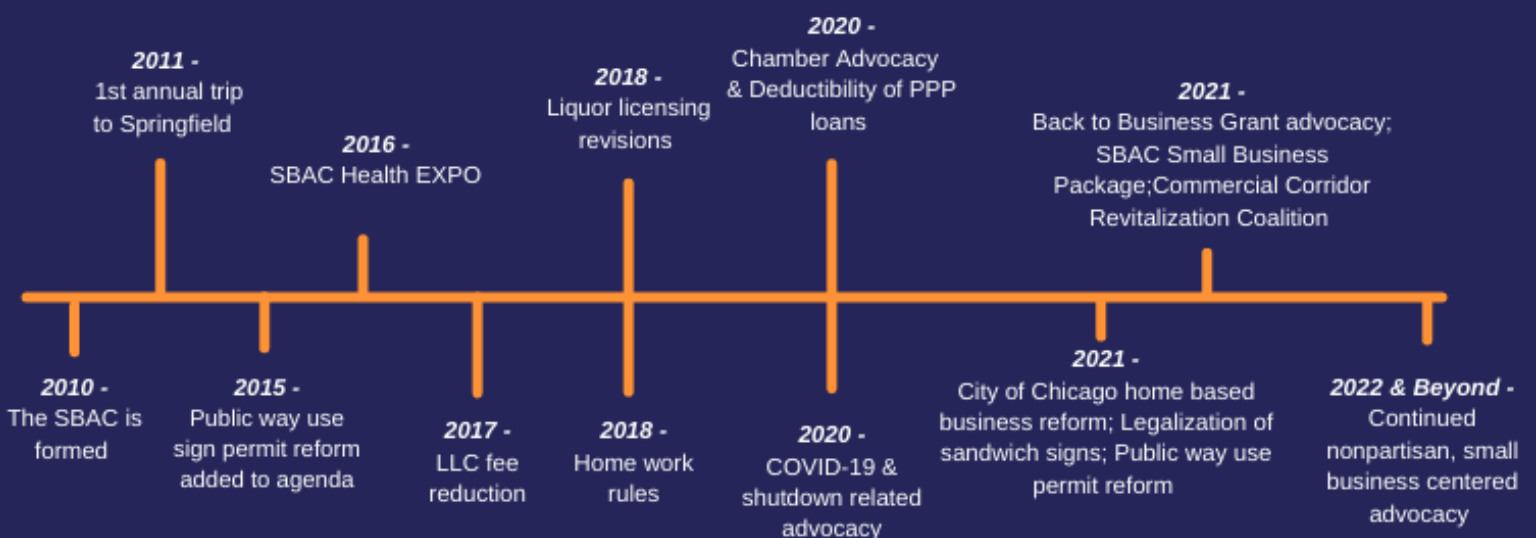 2010 -
The SBAC is
formed
2011 -
1st annual trip
to Springfield
2015 -
Public way use
sign permit reform
added to agenda
2016 -
SBAC Health EXPO
2017 -
LLC fee
reduction
2018 -
Liquor licensing
revisions
2018 -
Home work
rules
2020 -
Chamber Advocacy
& Deductibility of PPP
loans
2020 -
COVID-19 &
shutdown related
advocacy
2021 -
City of Chicago home based
business reform; Legalization of
sandwich signs; Public way use
permit reform
2021 -
Back to Business Grant advocacy;
SBAC Small Business
Package;Commercial Corridor
Revitalization Coalition
2022 & Beyond -
Continued
nonpartisan, small
business centered
advocacy